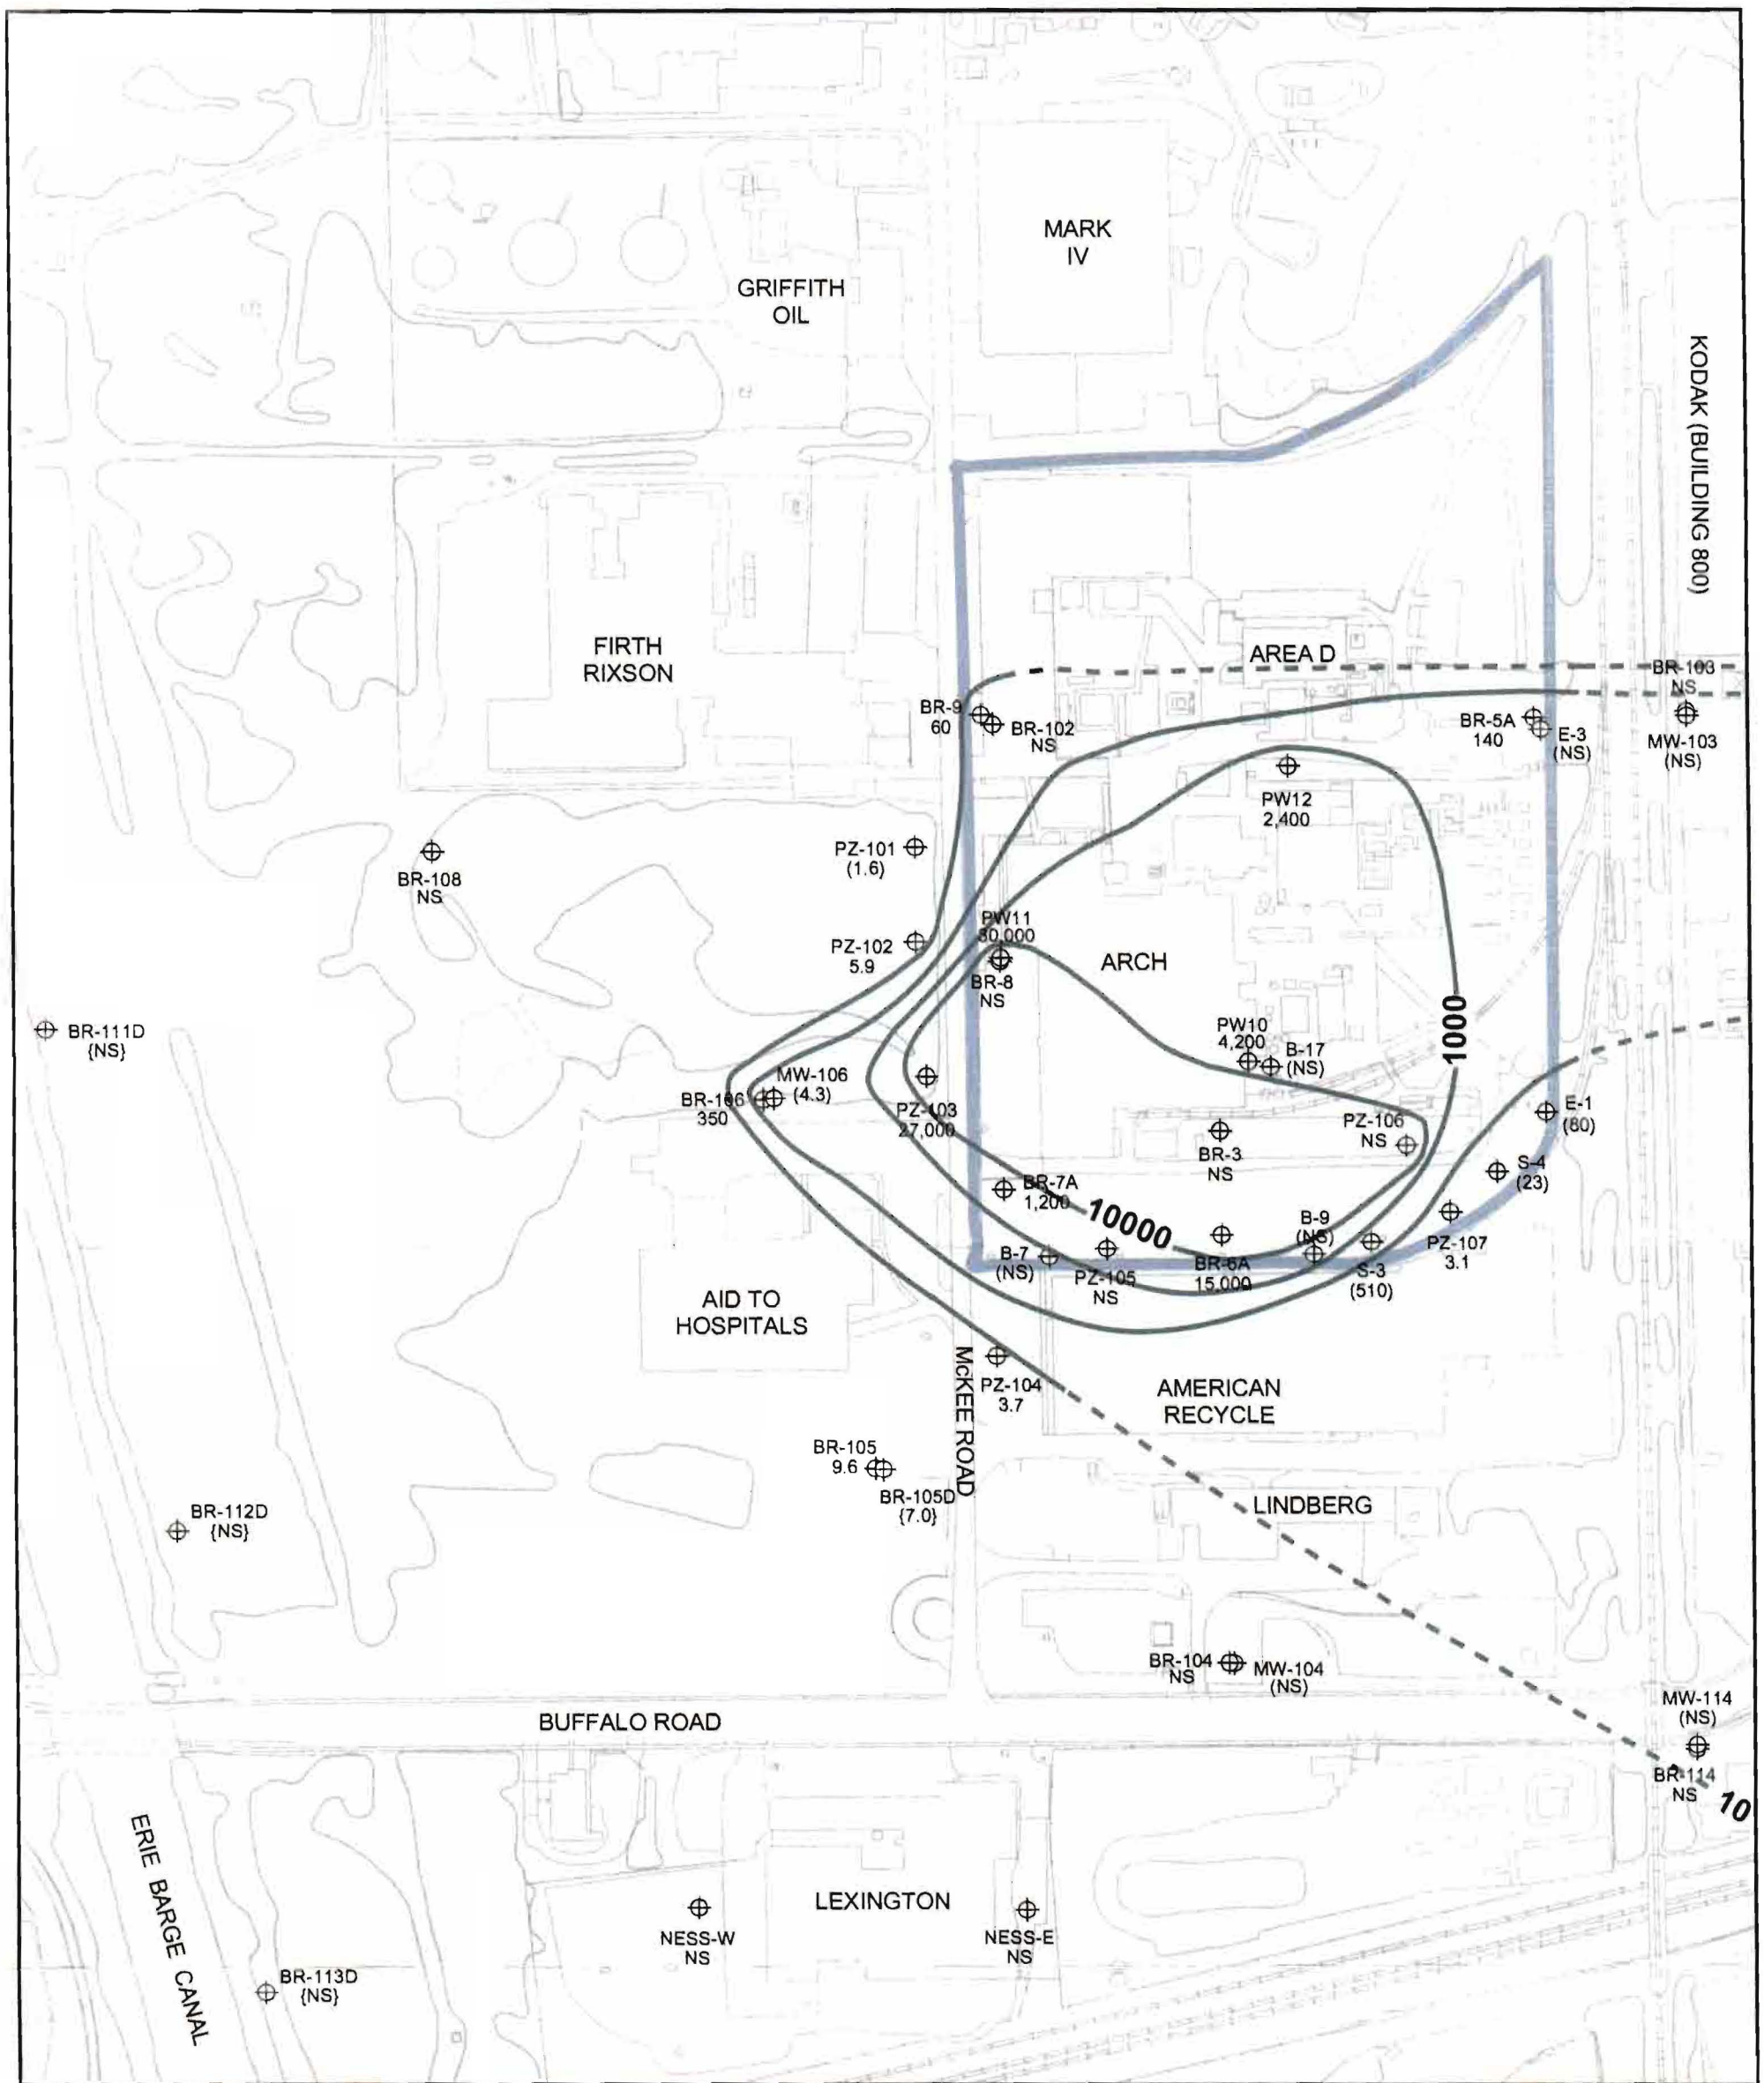 MARK
IV
GRIFFITH
OIL
KODAK (BUILDING 800)
FIRTH
RIXSON
AREA D
BR-103
NS
BR-9
60
BR-102
NS
BR-5A
140
E-3
(NS)
MW-103
(NS)
PW12
2,400
PZ-101
(1.6)
BR-108
NS
PW11
30,000
PZ-102
5.9
ARCH
BR-8
NS
1000
BR-111D
{NS}
PW10
4,200
B-17
(NS)
MW-106
(4.3)
BR-106
350
PZ-103
27,000
PZ-106
NS
E-1
(80)
BR-3
NS
S-4
(23)
BR-7A
1,200
10000
B-9
(NS)
PZ-107
3.1
B-7
(NS)
PZ-105
NS
BR-6A
15,000
S-3
(510)
AID TO
HOSPITALS
McKEE ROAD
PZ-104
3.7
AMERICAN
RECYCLE
BR-105
9.6
BR-105D
{7.0}
LINDBERG
BR-112D
{NS}
BR-104
NS
MW-104
(NS)
MW-114
(NS)
BUFFALO ROAD
BR-114
NS
10
ERIE BARGE CANAL
LEXINGTON
NESS-W
NS
NESS-E
NS
BR-113D
{NS}